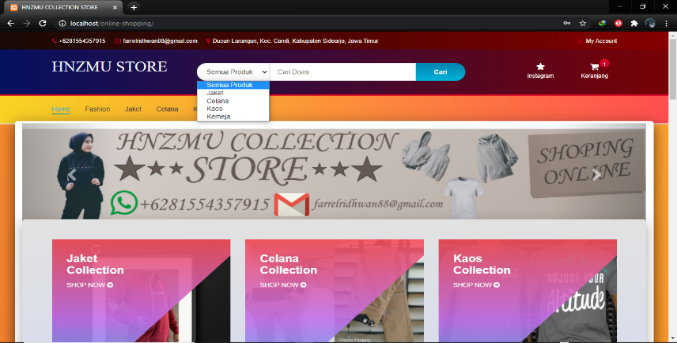 HNZMU COLLECTION STORE
localhost/online-shopping/
+6281554357915 farrelridhwan88@gmail.com Dusun Larangan, Kec. Candi, Kabupaten Sidoarjo, Jawa Timur My Account
HNZMU STORE
Semua Produk Cari Disini Cari
Instagram
1
Keranjang
Semua Produk
Jaket
Celana
Kaos
Kemeja
Home Fashion Jaket Celana
HNZMU COLLECTION
STORE
SHOPING
ONLINE
+6281554357915 farrelridhwan88@gmail.com
Jaket
Collection
SHOP NOW
Celana
Collection
SHOP NOW
Kaos
Collection
SHOP NOW
Attitude